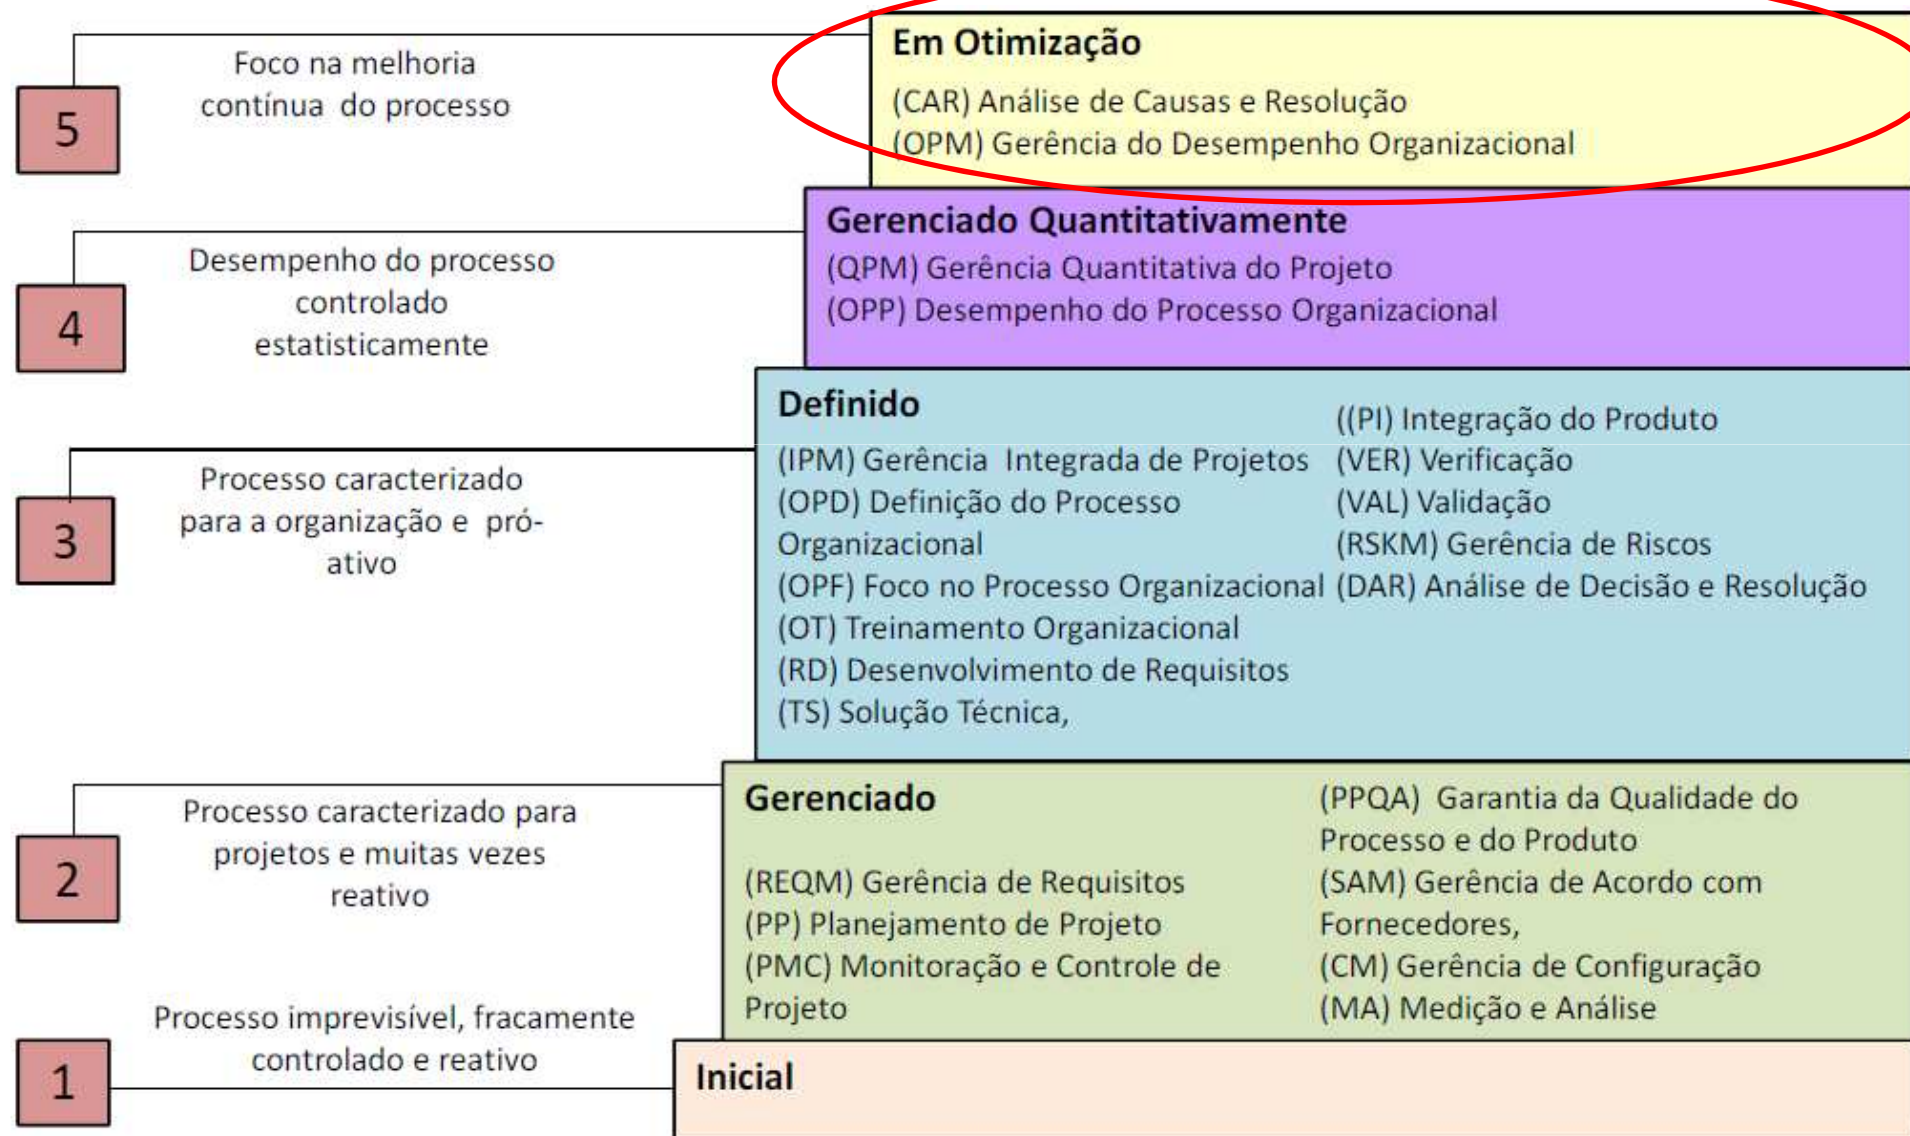 5
Foco na melhoria
contínua do processo
Em Otimização
(CAR) Análise de Causas e Resolução
(OPM) Gerência do Desempenho Organizacional
4
Desempenho do processo
controlado
estatisticamente
Gerenciado Quantitativamente
(QPM) Gerência Quantitativa do Projeto
(OPP) Desempenho do Processo Organizacional
3
Processo caracterizado
para a organização e pró-
ativo
Definido
(IPM) Gerência Integrada de Projetos
(OPD) Definição do Processo
Organizacional
(OPF) Foco no Processo Organizacional
(OT) Treinamento Organizacional
(RD) Desenvolvimento de Requisitos
(TS) Solução Técnica,
((PI) Integração do Produto
(VER) Verificação
(VAL) Validação
(RSKM) Gerência de Riscos
(DAR) Análise de Decisão e Resolução
2
Processo caracterizado para
projetos e muitas vezes
reativo
Gerenciado
(REQM) Gerência de Requisitos
(PP) Planejamento de Projeto
(PMC) Monitoração e Controle de
Projeto
(PPQA) Garantia da Qualidade do
Processo e do Produto
(SAM) Gerência de Acordo com
Fornecedores,
(CM) Gerência de Configuração
(MA) Medição e Análise
1
Processo imprevisível, fracamente
controlado e reativo
Inicial